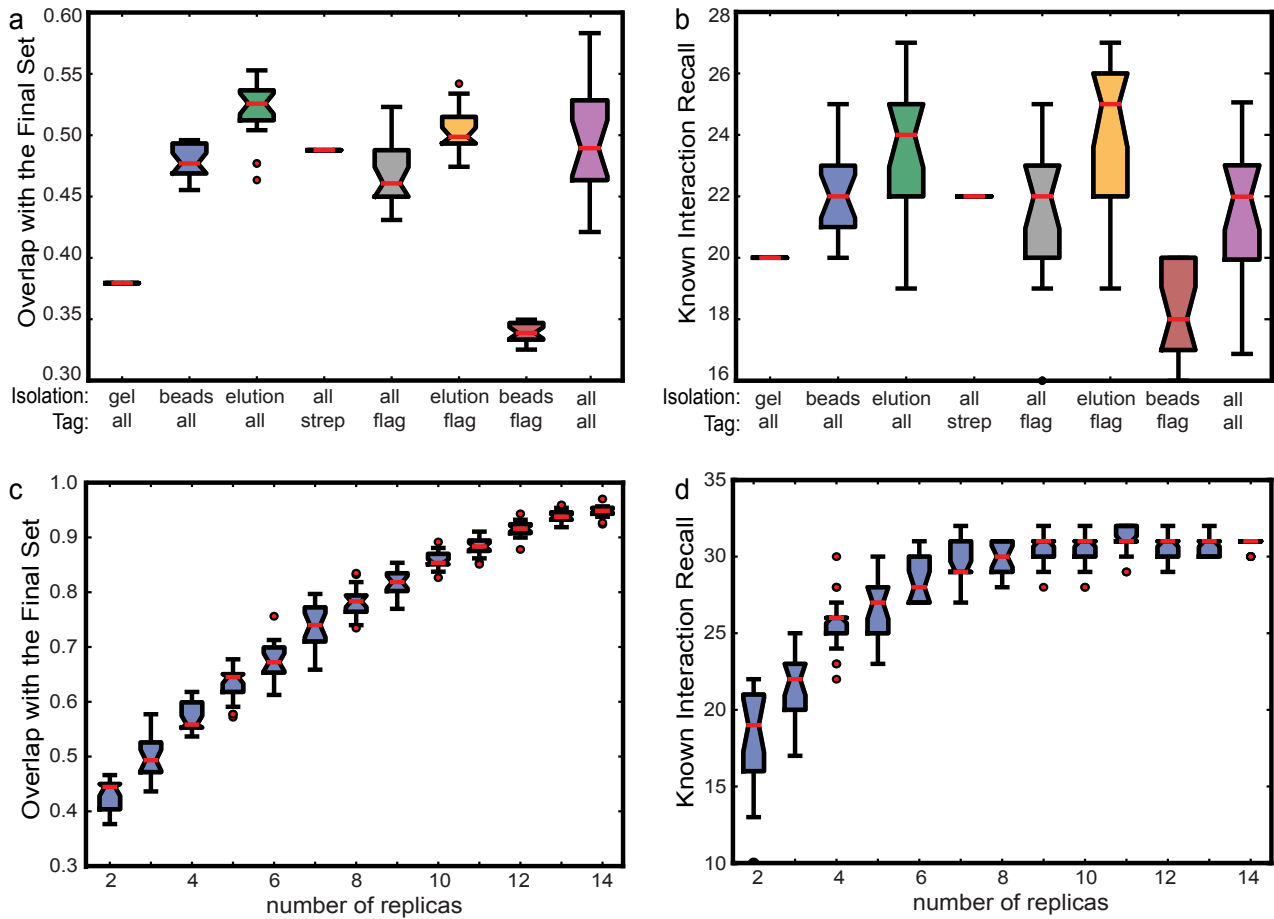 a
Overlap with the Final Set
0.60
0.55
0.50
0.45
0.40
0.35
0.30
Isolation: gel beads elution all all elution beads all
Tag: all all all strep flag flag flag all
b
Known Interaction Recall
28
26
24
22
20
18
16
Isolation: gel beads elution all all elution beads all
Tag: all all all strep flag flag flag all
c
Overlap with the Final Set
1.0
0.9
0.8
0.7
0.6
0.5
0.4
0.3
2 4 6 8 10 12 14
number of replicas
d
Known Interaction Recall
35
30
25
20
15
10
2 4 6 8 10 12 14
number of replicas